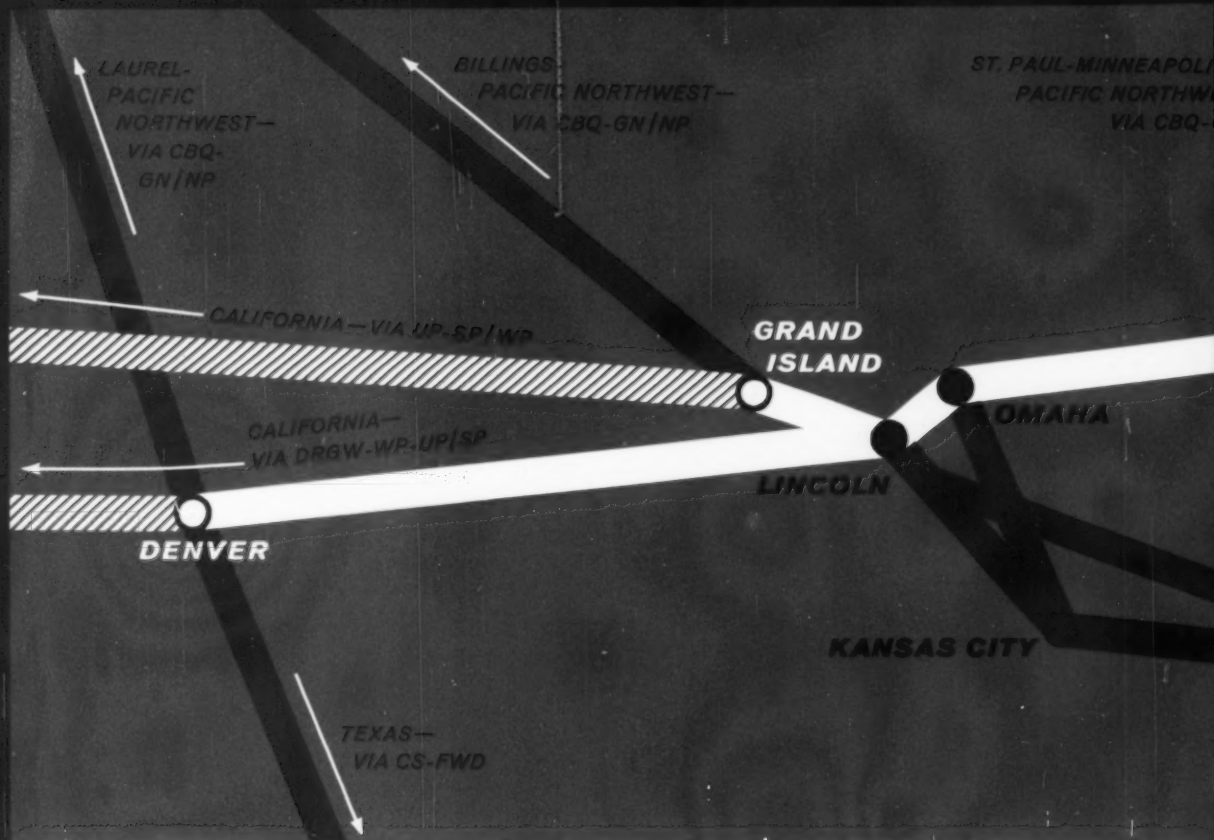 LAUREL-
PACIFIC
NORTHWEST—
VIA CBQ-
GN/NP
BILLINGS-
PACIFIC NORTHWEST—
VIA CBQ-GN/NP
ST. PAUL-MINNEAPOLI
PACIFIC NORTHWE
VIA CBQ-
CALIFORNIA—VIA UP-SP/WP
GRAND
ISLAND
CALIFORNIA—
VIA DRGW-WP-UP/SP
OMAHA
LINCOLN
DENVER
KANSAS CITY
TEXAS—
VIA CS-FWD